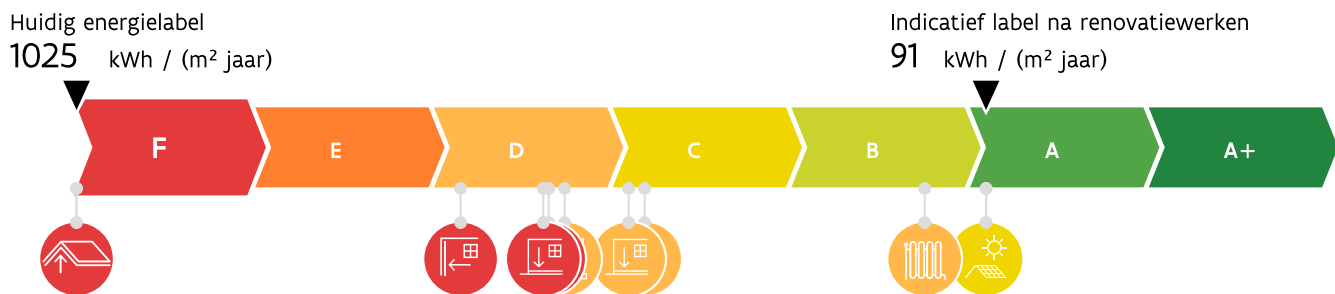 Huidig energielabel
1025 kWh / (m² jaar)
Indicatief label na renovatiewerken
91 kWh / (m² jaar)
F E D C B A A+